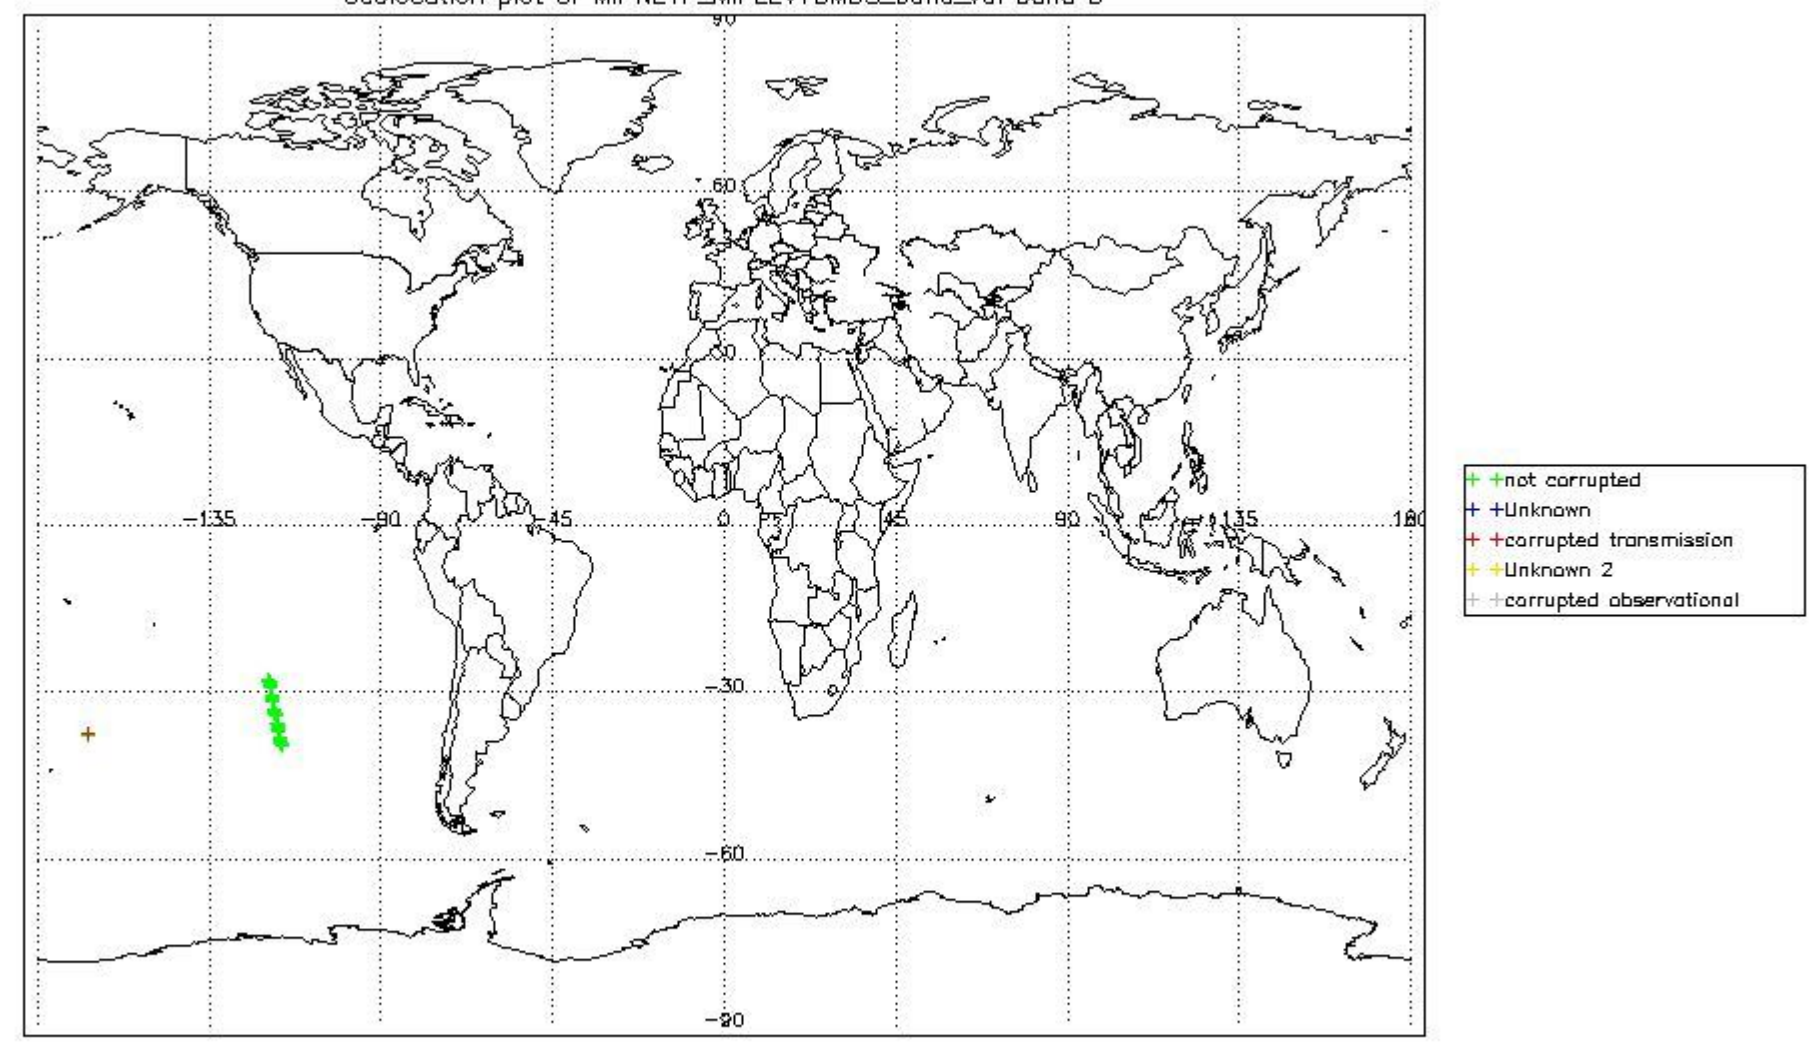 90
60
30
-135 -90 -45 0 45 90 135 180
-30
-60
-90
+ +not corrupted
+ +Unknown
+ +corrupted transmission
+ +Unknown 2
+ +corrupted observational